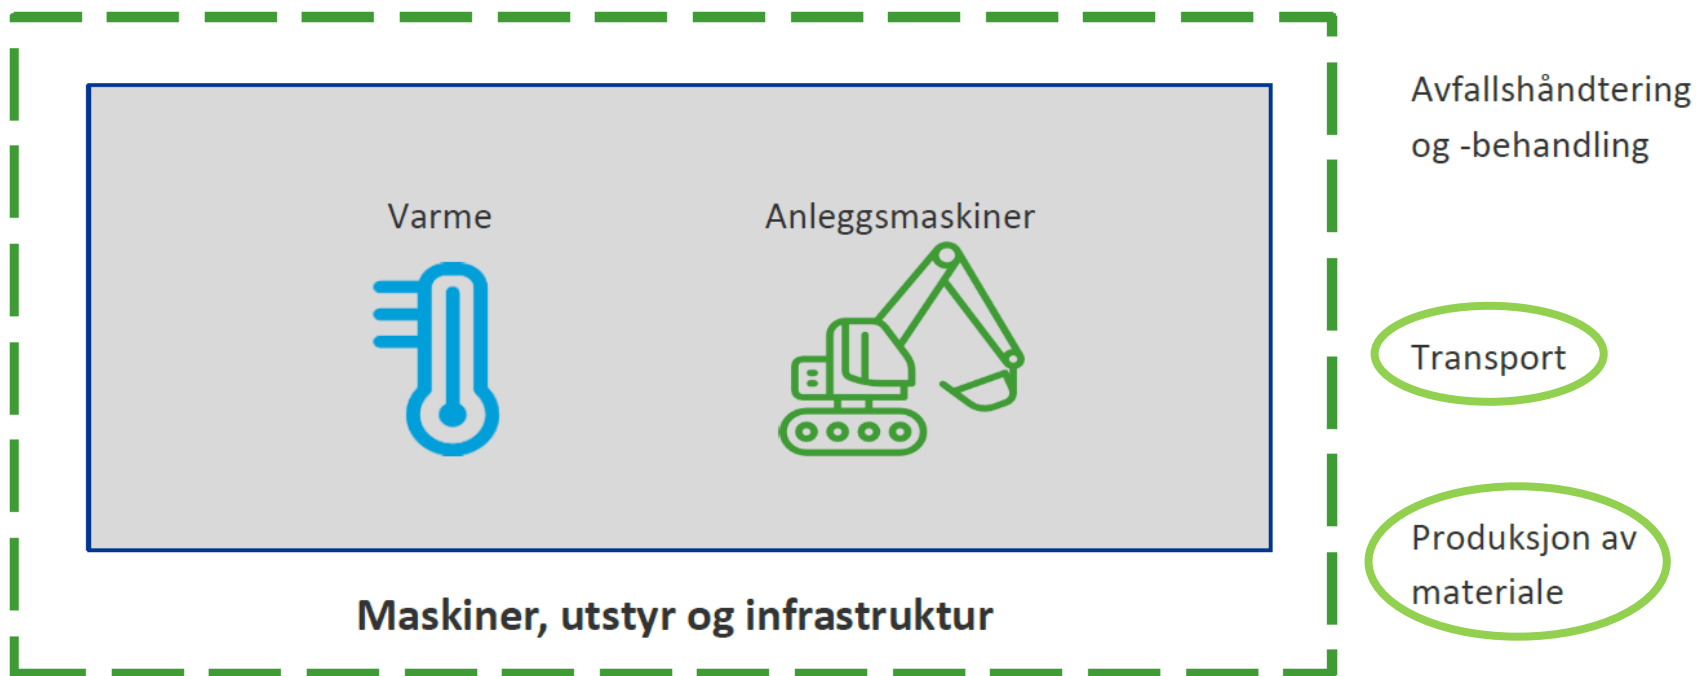 Varme
Anleggsmaskiner
Maskiner, utstyr og infrastruktur
Avfallshåndtering
og -behandling
Transport
Produksjon av
materiale